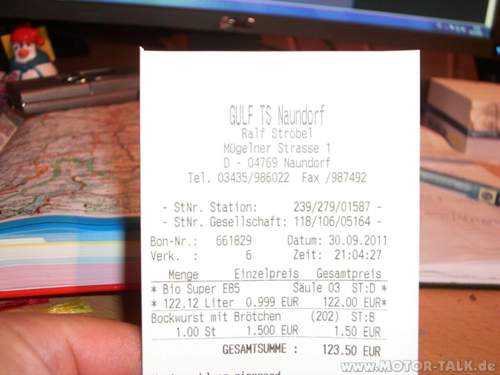 GULF TS Naundorf
Ralf Ströbel
Mügelner Strasse 1
D - 04769 Naundorf
Tel. 03435/986022 Fax /987492
- StNr. Station: 239/279/01587 -
- StNr. Gesellschaft: 118/106/05164 -
Bon-Nr.: 661829 Datum: 30.09.2011
Verk. : 6 Zeit: 21:04:27
Menge Einzelpreis Gesamtpreis
* Bio Super E85 Säule 03 ST:D *
* 122,12 Liter 0.999 EUR 122.00 EUR*
Bockwurst mit Brötchen (202) ST:B
1.00 St 1.500 EUR 1.50 EUR
GESAMTSUMME : 123.50 EUR
www.MOTOR-TALK.de